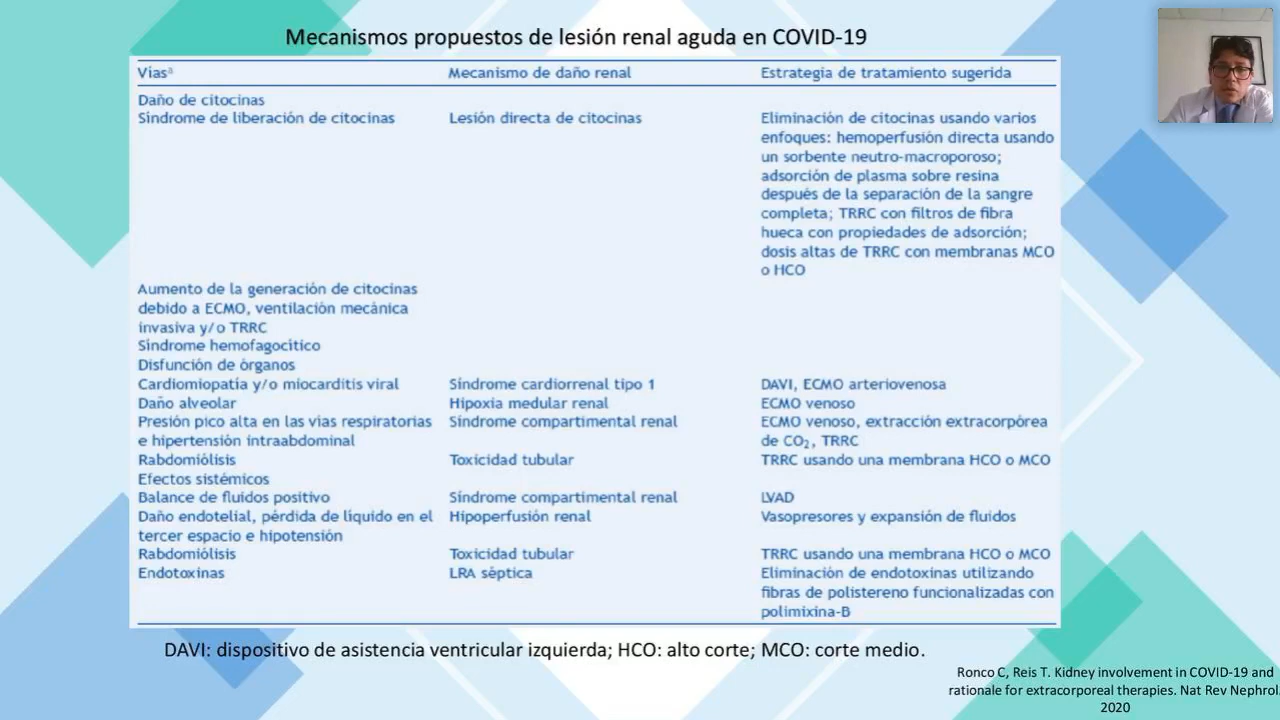 Mecanismos propuestos de lesión renal aguda en COVID-19
Vías^a Mecanismo de daño renal Estrategia de tratamiento sugerida
Daño de citocinas
Síndrome de liberación de citocinas Lesión directa de citocinas Eliminación de citocinas usando varios
enfoques: hemoperfusión directa usando
un sorbente neutro-macroporoso;
adsorción de plasma sobre resina
después de la separación de la sangre
completa; TRRC con filtros de fibra
hueca con propiedades de adsorción;
dosis altas de TRRC con membranas MCO
o HCO
Aumento de la generación de citocinas
debido a ECMO, ventilación mecánica
invasiva y/o TRRC
Síndrome hemofagocítico
Disfunción de órganos
Cardiomiopatía y/o miocarditis viral Síndrome cardiorrenal tipo 1 DAVI, ECMO arteriovenosa
Daño alveolar Hipoxia medular renal ECMO venoso
Presión pico alta en las vías respiratorias Síndrome compartimental renal ECMO venoso, extracción extracorpórea
e hipertensión intraabdominal de CO₂, TRRC
Rabdomiólisis Toxicidad tubular TRRC usando una membrana HCO o MCO
Efectos sistémicos
Balance de fluidos positivo Síndrome compartimental renal LVAD
Daño endotelial, pérdida de líquido en el Hipoperfusión renal Vasopresores y expansión de fluidos
tercer espacio e hipotensión
Rabdomiólisis Toxicidad tubular TRRC usando una membrana HCO o MCO
Endotoxinas LRA séptica Eliminación de endotoxinas utilizando
fibras de polistereno funcionalizadas con
polimixina-B
DAVI: dispositivo de asistencia ventricular izquierda; HCO: alto corte; MCO: corte medio.
Ronco C, Reis T. Kidney involvement in COVID-19 and
rationale for extracorporeal therapies. Nat Rev Nephrol.
2020